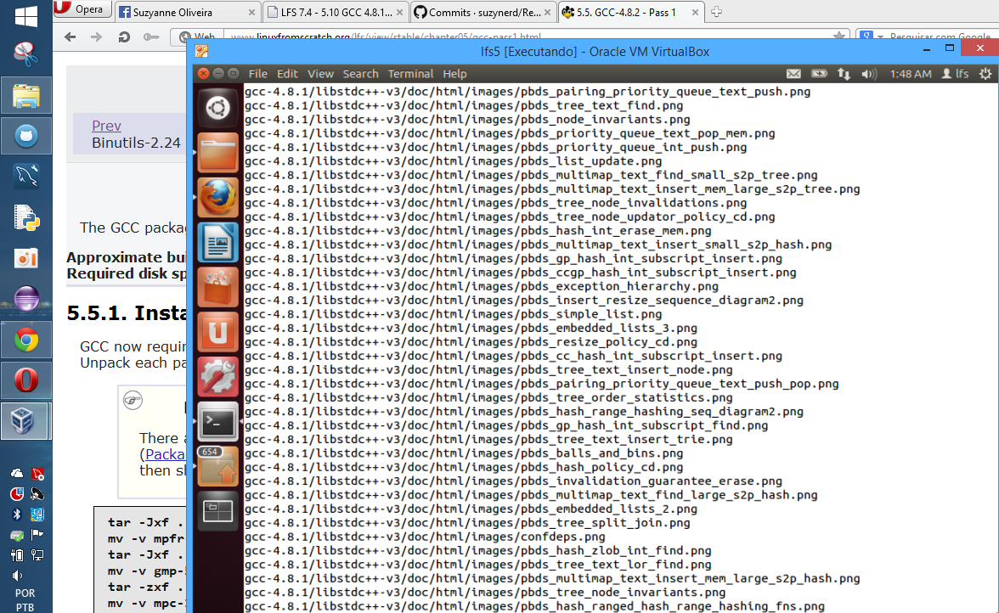 Opera
Suzyanne Oliveira
LFS 7.4 - 5.10 GCC 4.8.1...
Commits · suzynerd/Re...
5.5. GCC-4.8.2 - Pass 1
Web
www.linuxfromscratch.org/lfs/view/stable/chapter05/gcc-pass1.html
Pesquisar com Google
lfs5 [Executando] - Oracle VM VirtualBox
File Edit View Search Terminal Help
1:48 AM lfs
Prev
Binutils-2.24
The GCC packag
Approximate bui
Required disk sp
5.5.1. Insta
GCC now requir
Unpack each pa
There a
(Packa
then sh
tar -Jxf .
mv -v mpfr
tar -Jxf .
mv -v gmp-5
tar -zxf .
mv -v mpc-
gcc-4.8.1/libstdc++-v3/doc/html/images/pbds_pairing_priority_queue_text_push.png
gcc-4.8.1/libstdc++-v3/doc/html/images/pbds_tree_text_find.png
gcc-4.8.1/libstdc++-v3/doc/html/images/pbds_node_invariants.png
gcc-4.8.1/libstdc++-v3/doc/html/images/pbds_priority_queue_text_pop_mem.png
gcc-4.8.1/libstdc++-v3/doc/html/images/pbds_priority_queue_int_push.png
gcc-4.8.1/libstdc++-v3/doc/html/images/pbds_list_update.png
gcc-4.8.1/libstdc++-v3/doc/html/images/pbds_multimap_text_find_small_s2p_tree.png
gcc-4.8.1/libstdc++-v3/doc/html/images/pbds_multimap_text_insert_mem_large_s2p_tree.png
gcc-4.8.1/libstdc++-v3/doc/html/images/pbds_tree_node_invalidations.png
gcc-4.8.1/libstdc++-v3/doc/html/images/pbds_tree_node_updator_policy_cd.png
gcc-4.8.1/libstdc++-v3/doc/html/images/pbds_hash_int_erase_mem.png
gcc-4.8.1/libstdc++-v3/doc/html/images/pbds_multimap_text_insert_small_s2p_hash.png
gcc-4.8.1/libstdc++-v3/doc/html/images/pbds_gp_hash_int_subscript_insert.png
gcc-4.8.1/libstdc++-v3/doc/html/images/pbds_ccgp_hash_int_subscript_insert.png
gcc-4.8.1/libstdc++-v3/doc/html/images/pbds_exception_hierarchy.png
gcc-4.8.1/libstdc++-v3/doc/html/images/pbds_insert_resize_sequence_diagram2.png
gcc-4.8.1/libstdc++-v3/doc/html/images/pbds_simple_list.png
gcc-4.8.1/libstdc++-v3/doc/html/images/pbds_embedded_lists_3.png
gcc-4.8.1/libstdc++-v3/doc/html/images/pbds_resize_policy_cd.png
gcc-4.8.1/libstdc++-v3/doc/html/images/pbds_cc_hash_int_subscript_insert.png
gcc-4.8.1/libstdc++-v3/doc/html/images/pbds_tree_text_insert_node.png
gcc-4.8.1/libstdc++-v3/doc/html/images/pbds_pairing_priority_queue_text_push_pop.png
gcc-4.8.1/libstdc++-v3/doc/html/images/pbds_tree_order_statistics.png
gcc-4.8.1/libstdc++-v3/doc/html/images/pbds_hash_range_hashing_seq_diagram2.png
gcc-4.8.1/libstdc++-v3/doc/html/images/pbds_gp_hash_int_subscript_find.png
gcc-4.8.1/libstdc++-v3/doc/html/images/pbds_tree_text_insert_trie.png
gcc-4.8.1/libstdc++-v3/doc/html/images/pbds_balls_and_bins.png
gcc-4.8.1/libstdc++-v3/doc/html/images/pbds_hash_policy_cd.png
gcc-4.8.1/libstdc++-v3/doc/html/images/pbds_invalidation_guarantee_erase.png
gcc-4.8.1/libstdc++-v3/doc/html/images/pbds_multimap_text_find_large_s2p_hash.png
gcc-4.8.1/libstdc++-v3/doc/html/images/pbds_embedded_lists_2.png
gcc-4.8.1/libstdc++-v3/doc/html/images/pbds_tree_split_join.png
gcc-4.8.1/libstdc++-v3/doc/html/images/confdeps.png
gcc-4.8.1/libstdc++-v3/doc/html/images/pbds_hash_zlob_int_find.png
gcc-4.8.1/libstdc++-v3/doc/html/images/pbds_tree_text_lor_find.png
gcc-4.8.1/libstdc++-v3/doc/html/images/pbds_multimap_text_insert_mem_large_s2p_hash.png
gcc-4.8.1/libstdc++-v3/doc/html/images/pbds_tree_node_invariants.png
gcc-4.8.1/libstdc++-v3/doc/html/images/pbds_hash_ranged_hash_range_hashing_fns.png
654
POR
PTB